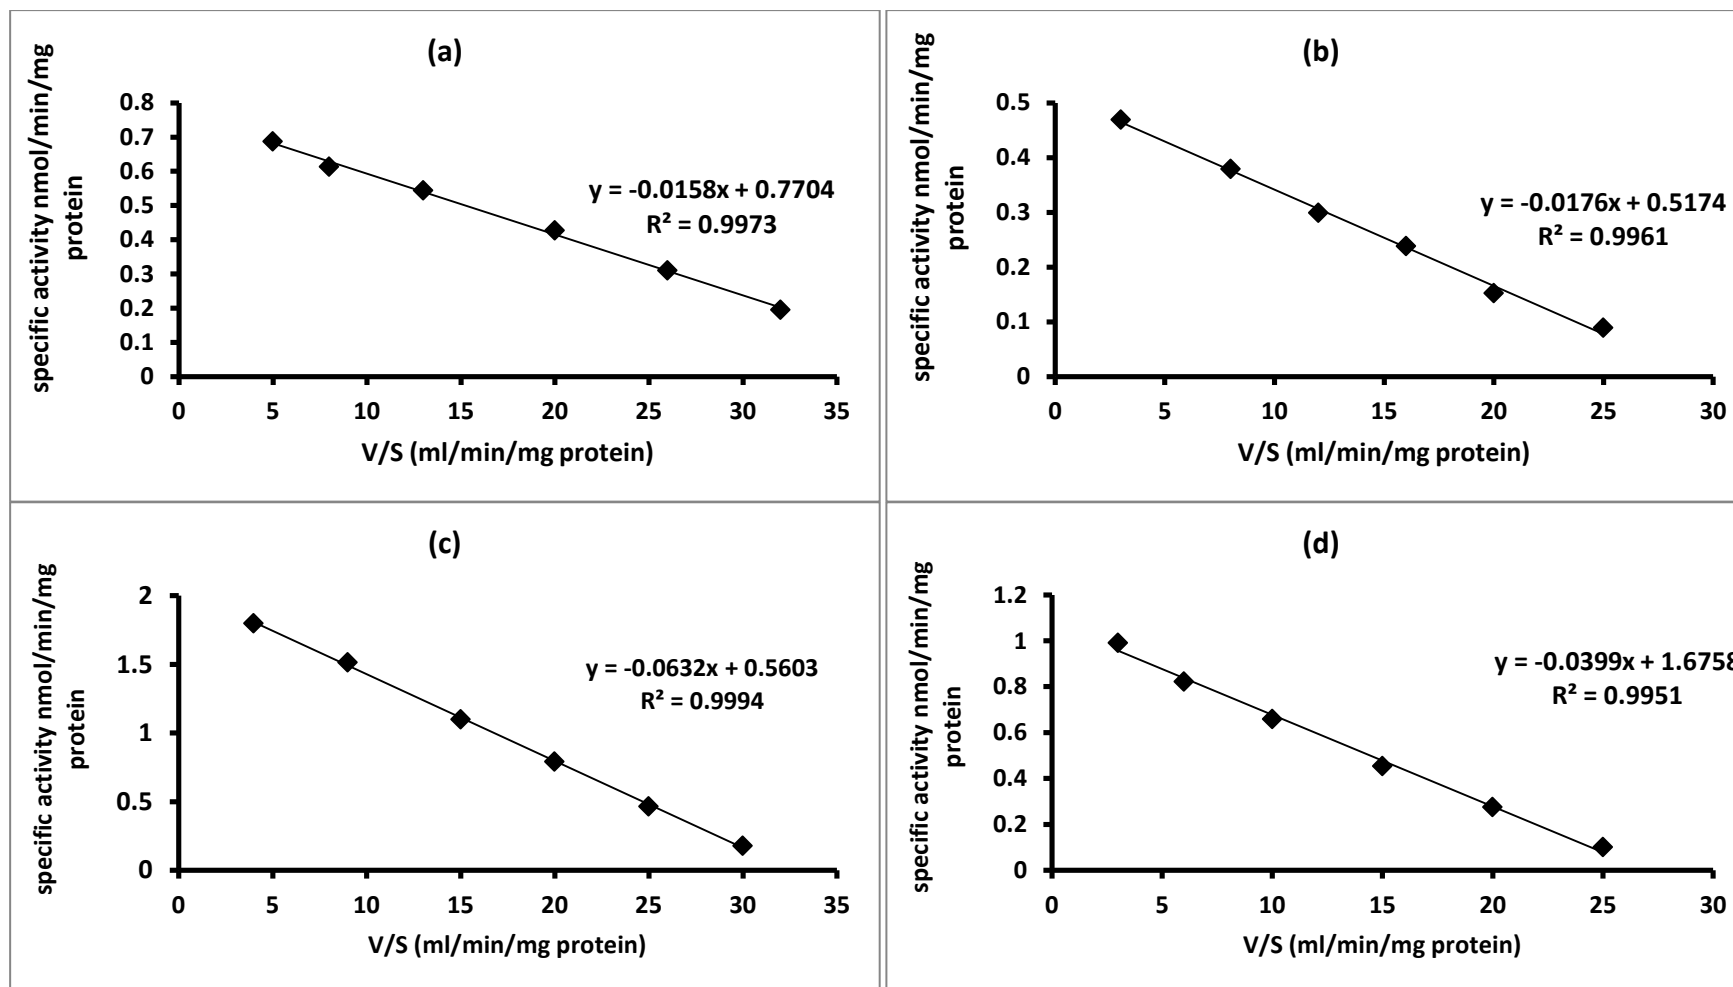 (a)
specific activity nmol/min/mg
protein
0.8
0.7
0.6
0.5
0.4
0.3
0.2
0.1
0
y = -0.0158x + 0.7704
R² = 0.9973
0 5 10 15 20 25 30 35
V/S (ml/min/mg protein)
(b)
specific activity nmol/min/mg
protein
0.5
0.4
0.3
0.2
0.1
0
y = -0.0176x + 0.5174
R² = 0.9961
0 5 10 15 20 25 30
V/S (ml/min/mg protein)
(c)
specific activity nmol/min/mg
protein
2
1.5
1
0.5
0
y = -0.0632x + 0.5603
R² = 0.9994
0 5 10 15 20 25 30 35
V/S (ml/min/mg protein)
(d)
specific activity nmol/min/mg
protein
1.2
1
0.8
0.6
0.4
0.2
0
y = -0.0399x + 1.6758
R² = 0.9951
0 5 10 15 20 25 30
V/S (ml/min/mg protein)